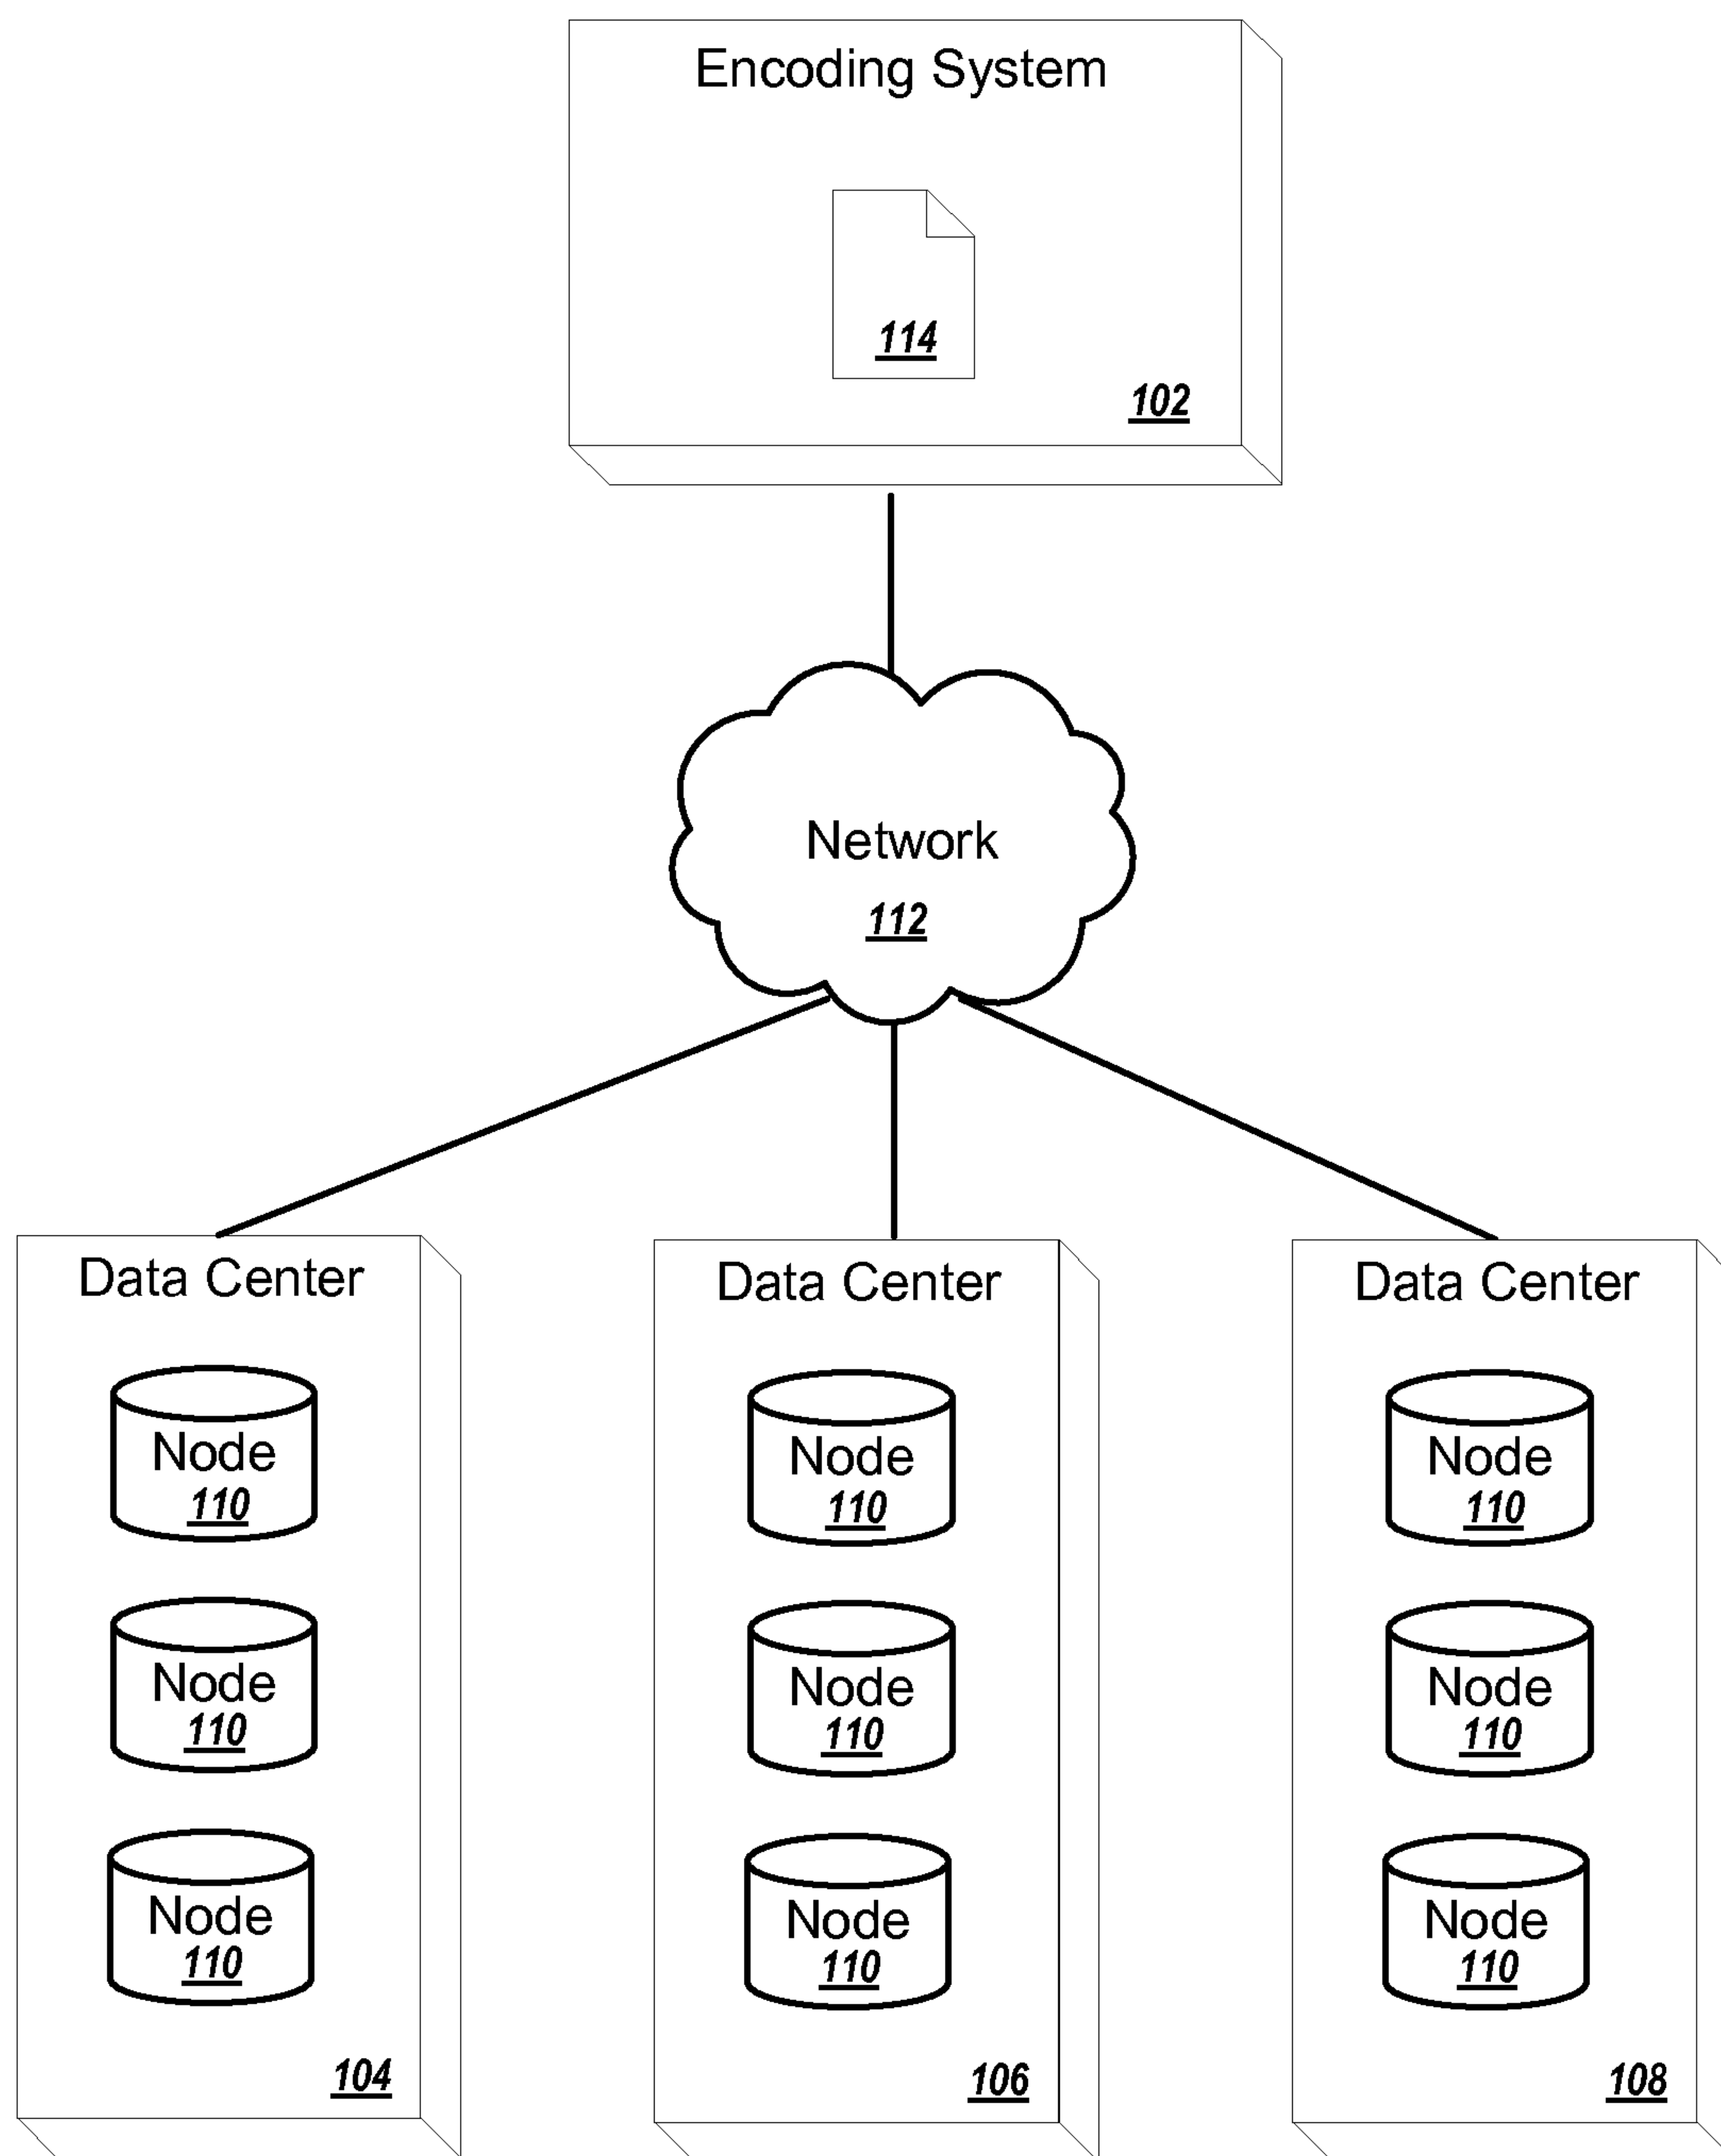 Encoding System
114
102
Network
112
Data Center
Node
110
Node
110
Node
110
104
Data Center
Node
110
Node
110
Node
110
106
Data Center
Node
110
Node
110
Node
110
108